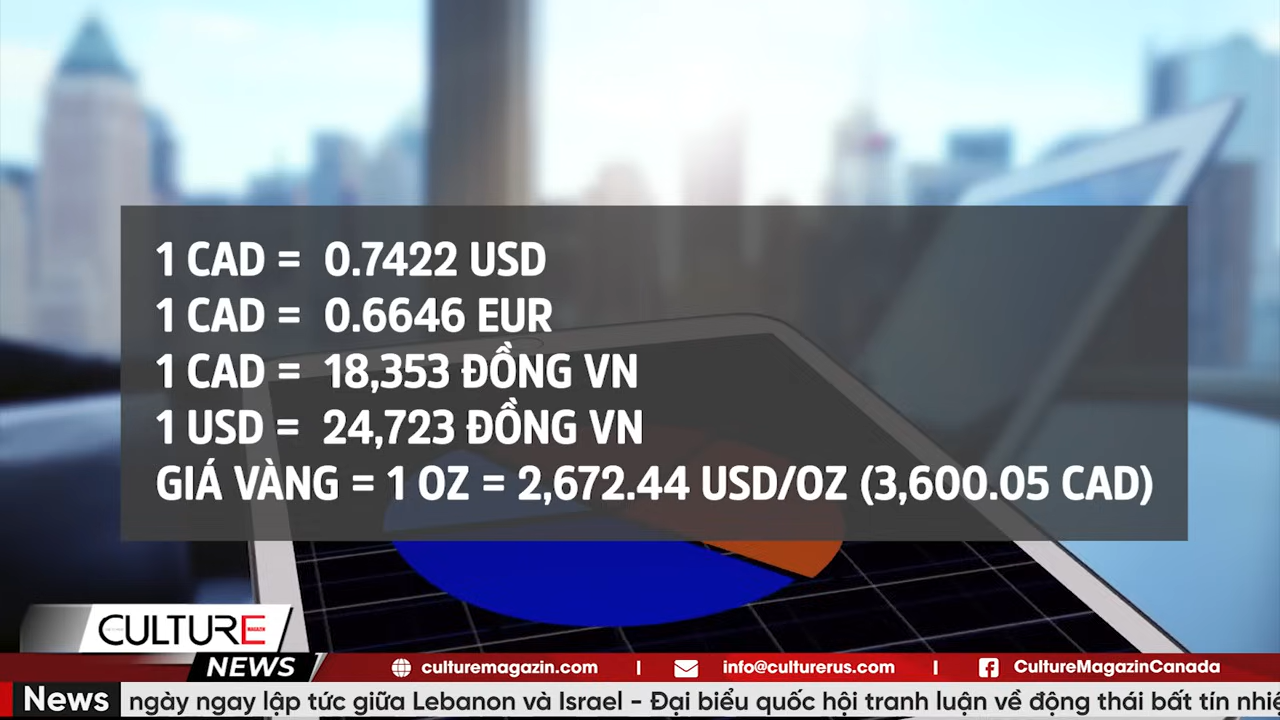 1 CAD = 0.7422 USD
1 CAD = 0.6646 EUR
1 CAD = 18,353 ĐỒNG VN
1 USD = 24,723 ĐỒNG VN
GIÁ VÀNG = 1 OZ = 2,672.44 USD/OZ (3,600.05 CAD)
CULTURE MAGAZIN
NEWS
culturemagazin.com | info@culturerus.com | CultureMagazinCanada
News ngày ngay lập tức giữa Lebanon và Israel - Đại biểu quốc hội tranh luận về động thái bất tín nhiệ